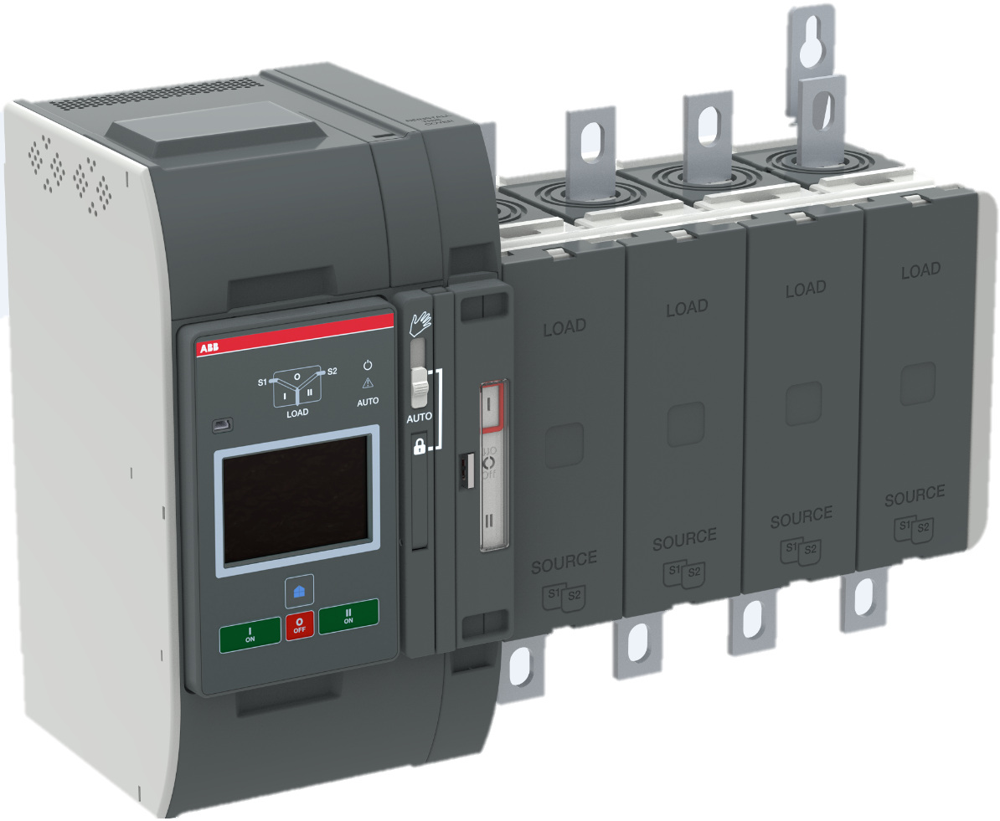 ABB
S1
S2
O
I
II
LOAD
AUTO
AUTO
I
OFF
O
II
I
ON
O
OFF
II
ON
LOAD
LOAD
LOAD
LOAD
SOURCE
S1 S2
SOURCE
S1 S2
SOURCE
S1 S2
SOURCE
S1 S2